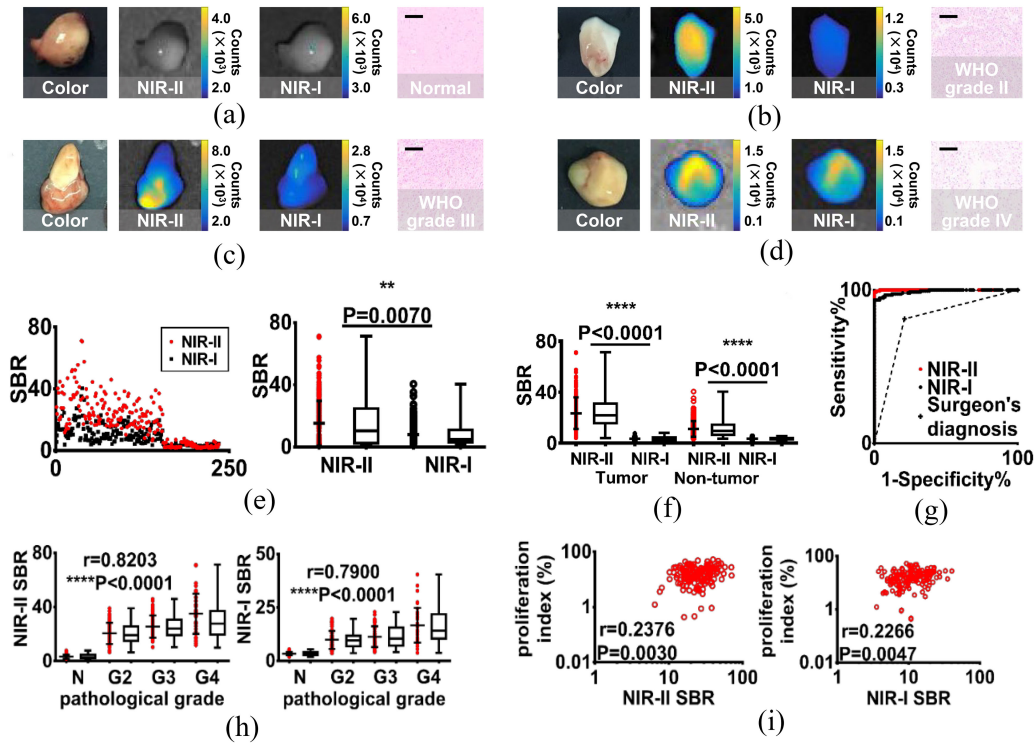 4.0
2.0
Counts
(×10³)
6.0
3.0
Counts
(×10³)
Color
NIR-II
NIR-I
Normal
(a)
5.0
1.0
Counts
(×10³)
1.2
0.3
Counts
(×10⁴)
Color
NIR-II
NIR-I
WHO
grade II
(b)
8.0
2.0
Counts
(×10³)
2.8
0.7
Counts
(×10⁴)
Color
NIR-II
NIR-I
WHO
grade III
(c)
1.5
0.1
Counts
(×10⁴)
1.5
0.1
Counts
(×10⁴)
Color
NIR-II
NIR-I
WHO
grade IV
(d)
SBR
80
40
0
0
250
NIR-II
NIR-I
SBR
80
40
0
**
P=0.0070
NIR-II
NIR-I
(e)
SBR
80
40
0
****
P<0.0001
****
P<0.0001
NIR-II NIR-I NIR-II NIR-I
Tumor
Non-tumor
(f)
Sensitivity%
100
0
0
100
NIR-II
NIR-I
Surgeon's
diagnosis
1-Specificity%
(g)
NIR-II SBR
80
40
0
r=0.8203
****P<0.0001
N G2 G3 G4
pathological grade
NIR-I SBR
50
25
0
r=0.7900
****P<0.0001
N G2 G3 G4
pathological grade
(h)
proliferation
index (%)
100
1
0.01
r=0.2376
P=0.0030
1 10 100
NIR-II SBR
proliferation
index (%)
100
1
0.01
r=0.2266
P=0.0047
1 10 100
NIR-I SBR
(i)